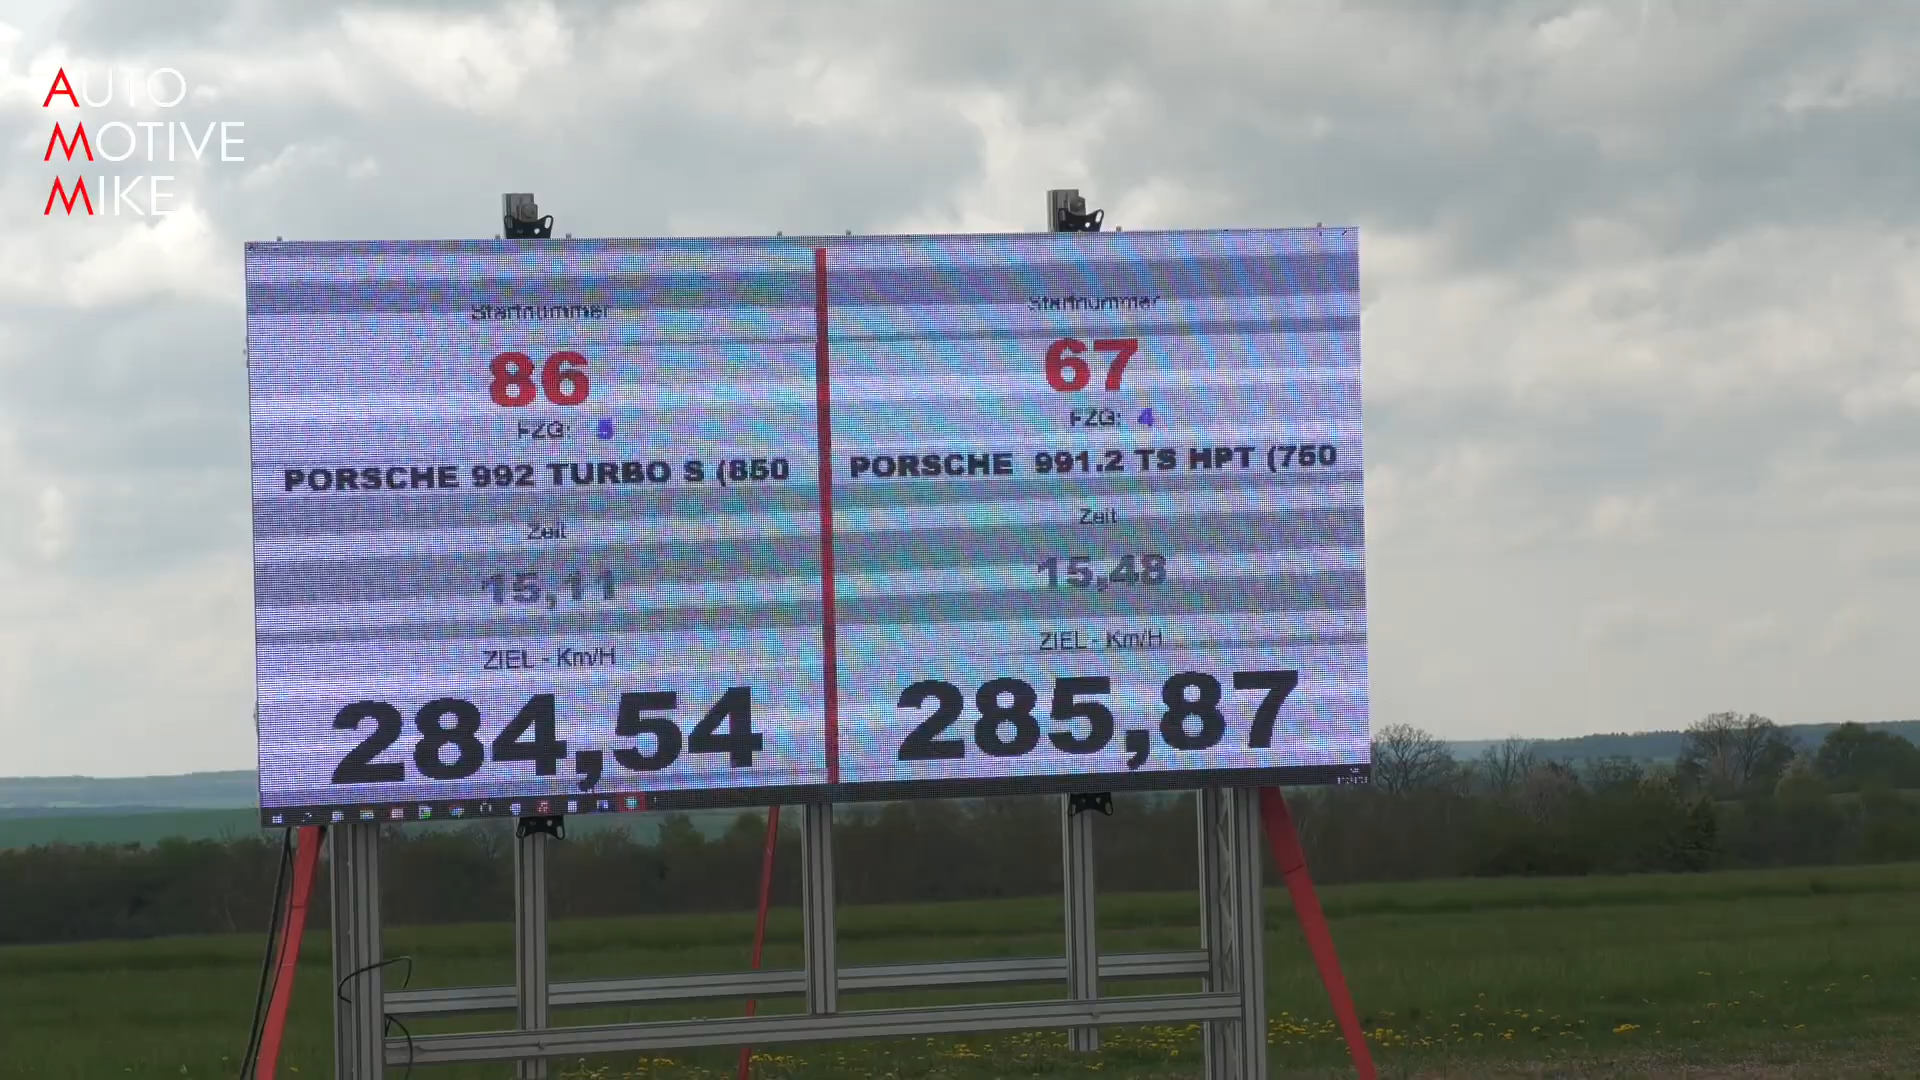 AUTO
MOTIVE
MIKE
Startnummer
86
FZG: 5
PORSCHE 992 TURBO S (850
Zeit
15,11
ZIEL - Km/H
284,54
Startnummer
67
FZG: 4
PORSCHE 991.2 TS HPT (750
Zeit
15,48
ZIEL - Km/H
285,87